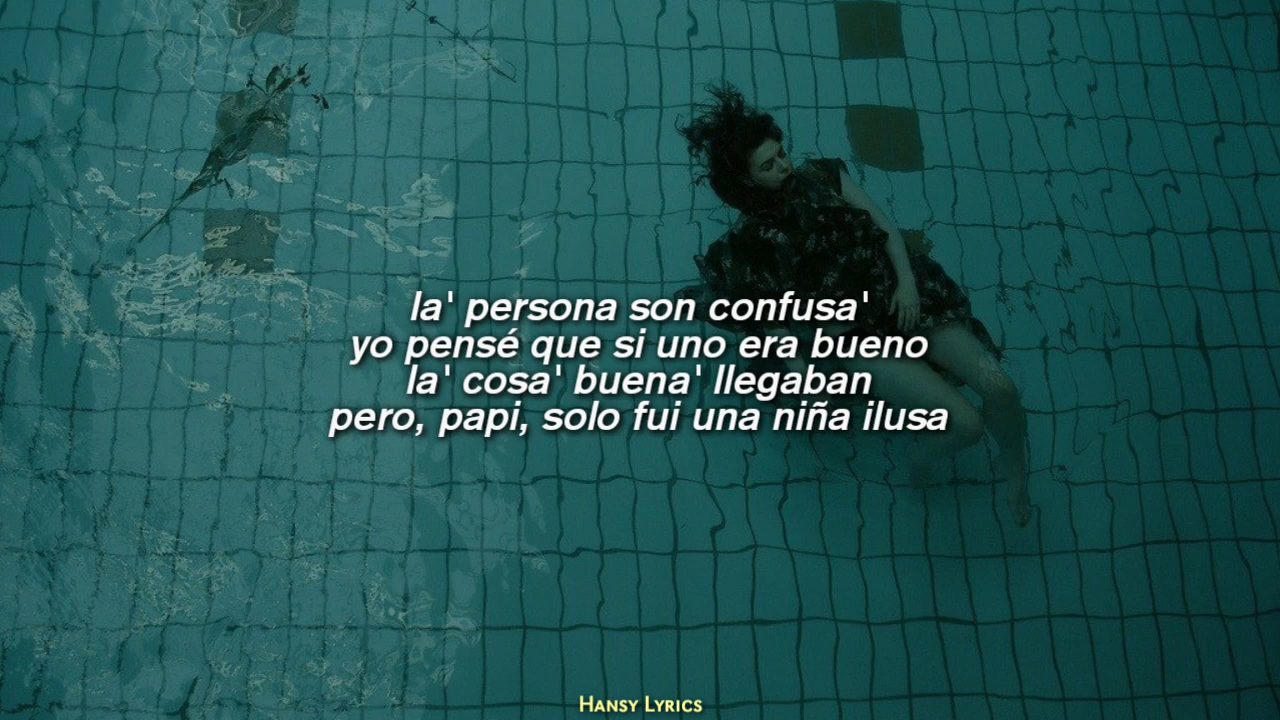 la' persona son confusa'
yo pensé que si uno era bueno
la' cosa' buena' llegaban
pero, papi, solo fui una niña ilusa
Hansy Lyrics